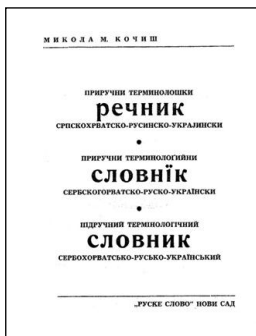 МИКОЛА М. КОЧИШ
ПРИРУЧНИ ТЕРМИНОЛОШКИ
речник
СРПСКОХРВАТСКО-РУСИНСКО-УКРАЈИНСКИ
ПРИРУЧНИ ТЕРМИНОЛОҐИЙНИ
словнїк
СЕРБСКОГОРВАТСКО-РУСКО-УКРАЇНСКИ
ПІДРУЧНИЙ ТЕРМІНОЛОГІЧНИЙ
словник
СЕРБОХОРВАТСЬКО-РУСЬКО-УКРАЇНСЬКИЙ
„РУСКЕ СЛОВО" НОВИ САД